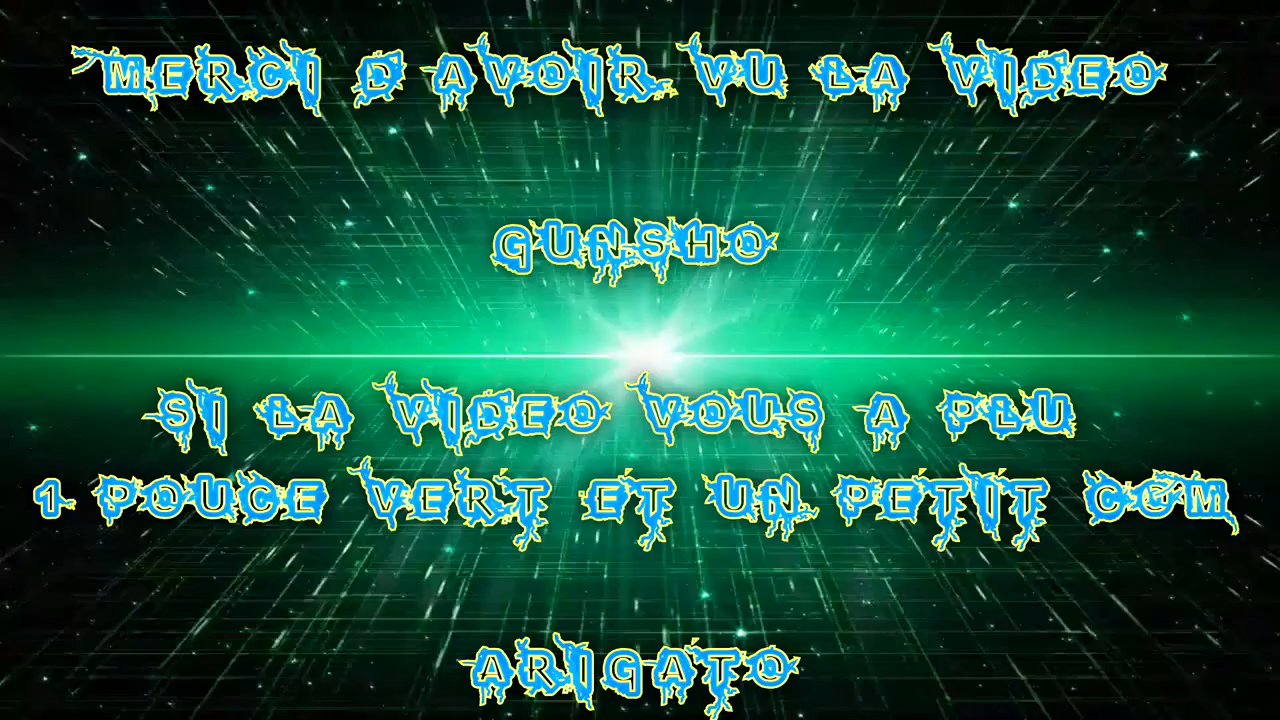 MERCI D AVOIR VU LA VIDEO
GUNSHO
SI LA VIDEO VOUS A PLU
1 POUCE VERT ET UN PETIT COM
ARIGATO